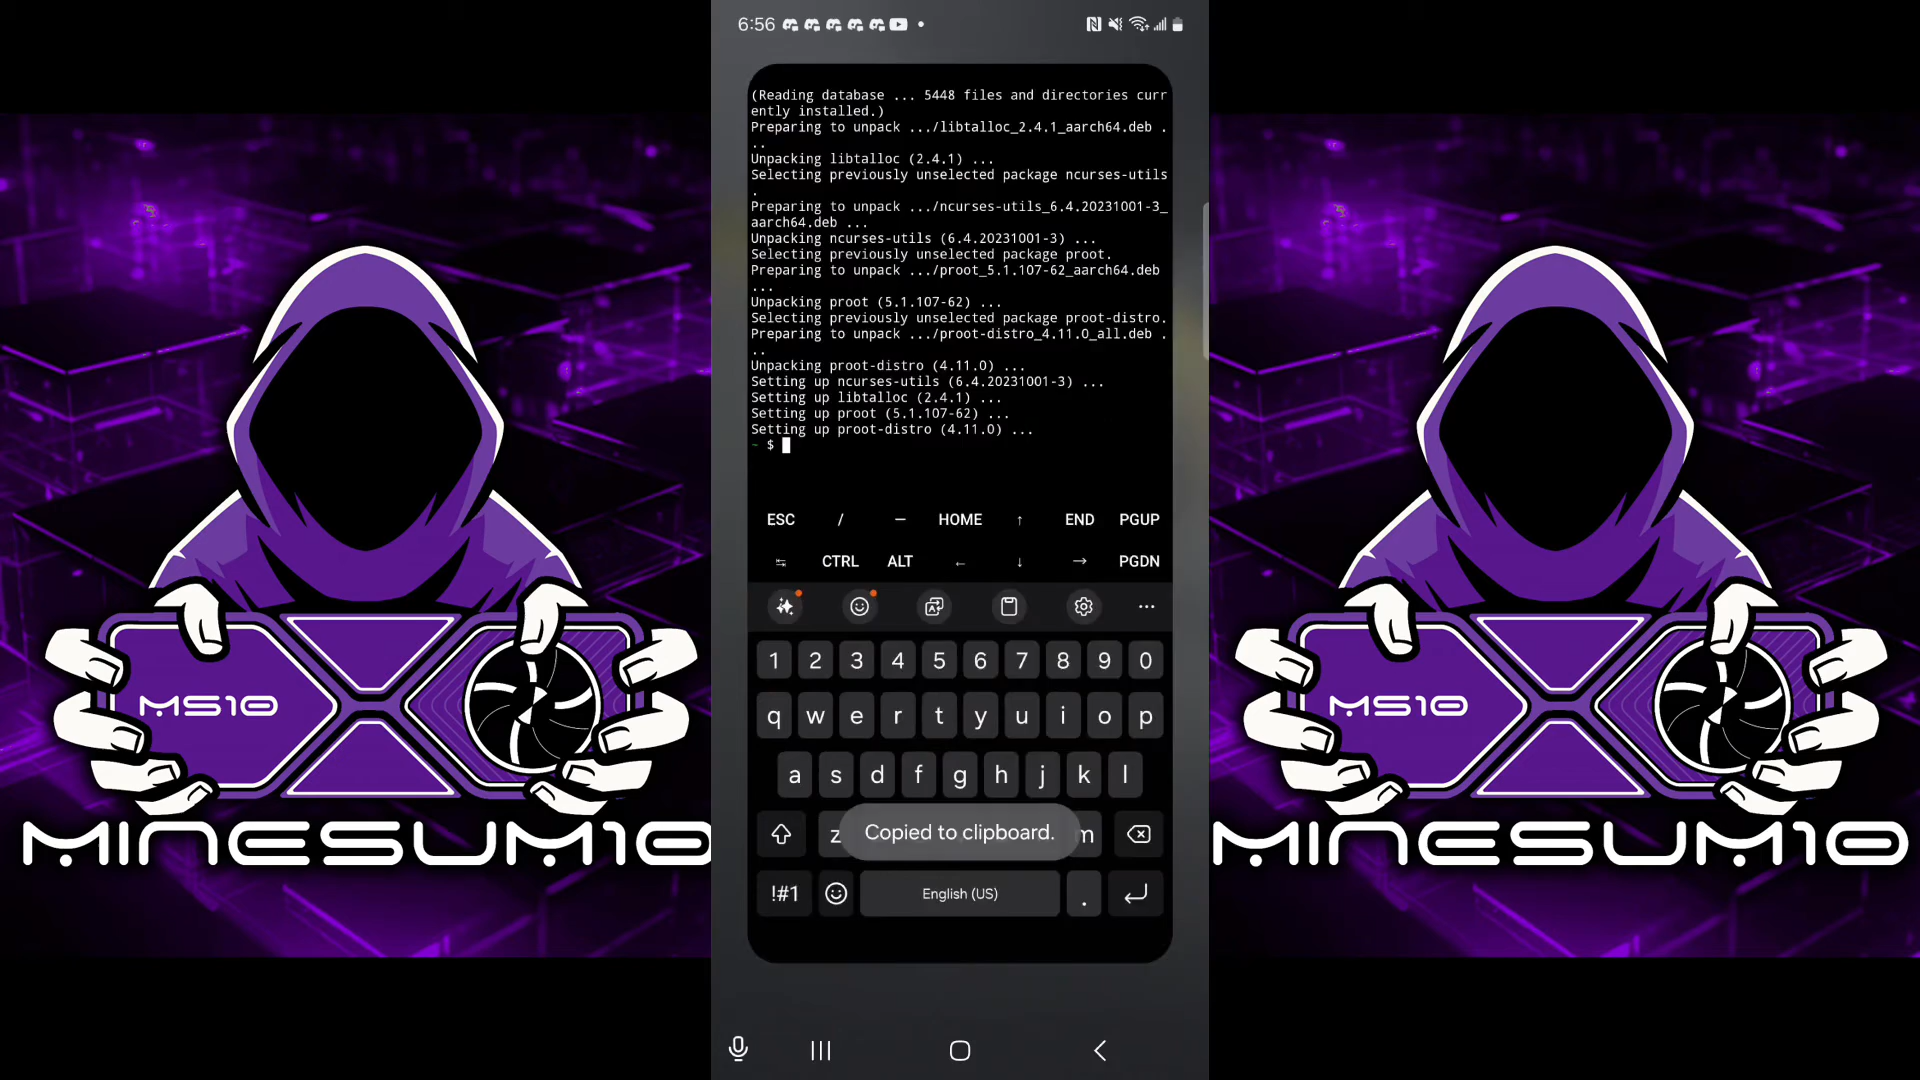 6:56
(Reading database ... 5448 files and directories curr
ently installed.)
Preparing to unpack .../libtalloc_2.4.1_aarch64.deb .
..
Unpacking libtalloc (2.4.1) ...
Selecting previously unselected package ncurses-utils
.
Preparing to unpack .../ncurses-utils_6.4.20231001-3_
aarch64.deb ...
Unpacking ncurses-utils (6.4.20231001-3) ...
Selecting previously unselected package proot.
Preparing to unpack .../proot_5.1.107-62_aarch64.deb
...
Unpacking proot (5.1.107-62) ...
Selecting previously unselected package proot-distro.
Preparing to unpack .../proot-distro_4.11.0_all.deb .
..
Unpacking proot-distro (4.11.0) ...
Setting up ncurses-utils (6.4.20231001-3) ...
Setting up libtalloc (2.4.1) ...
Setting up proot (5.1.107-62) ...
Setting up proot-distro (4.11.0) ...
~ $
ESC / — HOME ↑ END PGUP
⇆ CTRL ALT ← ↓ → PGDN
1 2 3 4 5 6 7 8 9 0
q w e r t y u i o p
a s d f g h j k l
z m
Copied to clipboard.
!#1 English (US) .
MS10
MINESUM10
MS10
MINESUM10